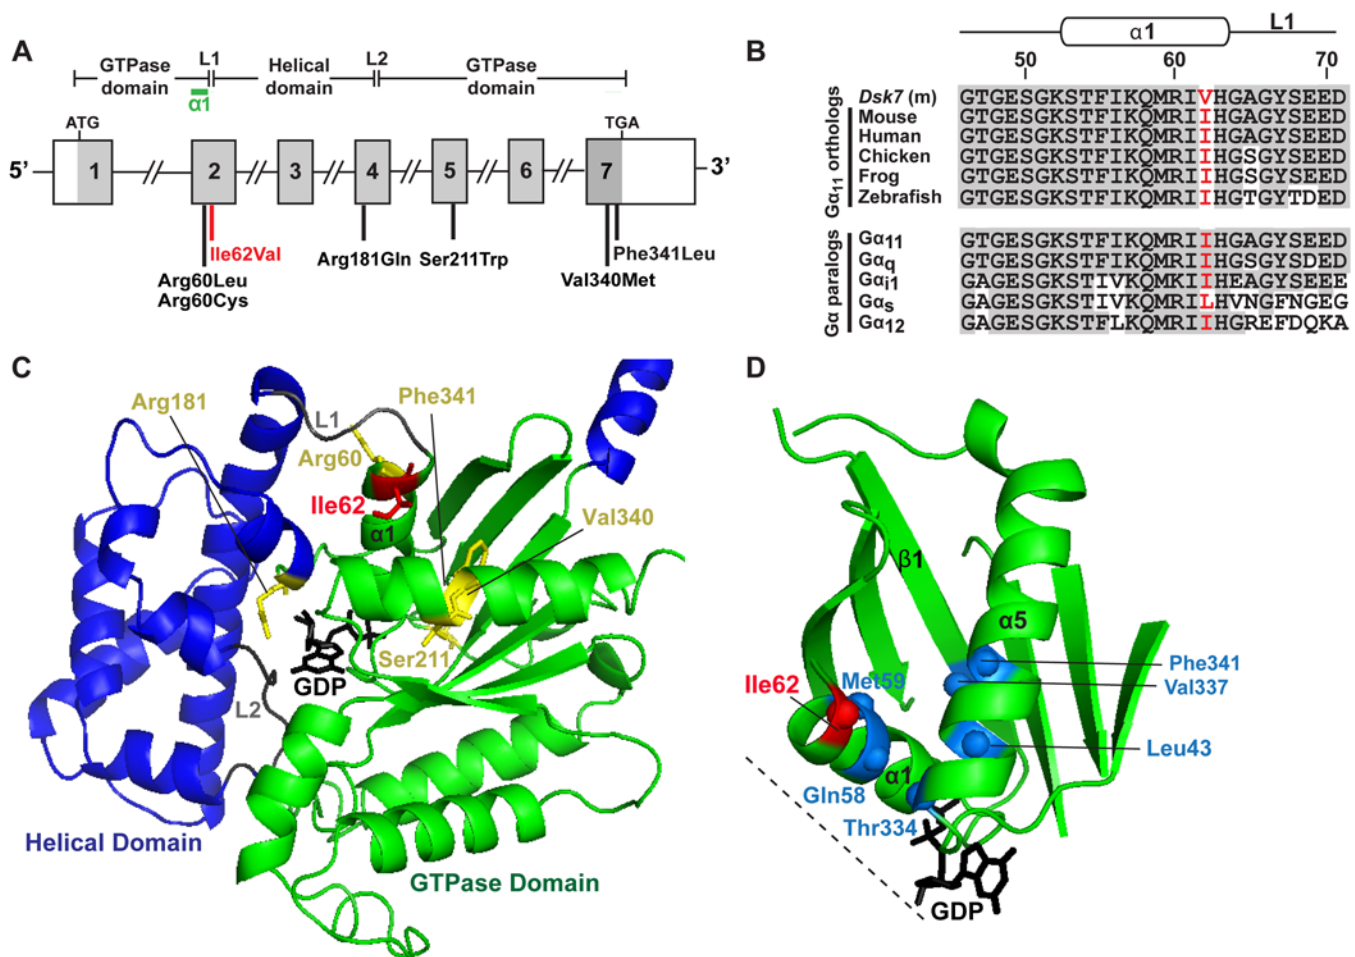 A
GTPase domain
L1
Helical domain
L2
GTPase domain
α1
ATG
TGA
5’
1
2
3
4
5
6
7
3’
Ile62Val
Arg60Leu
Arg60Cys
Arg181Gln
Ser211Trp
Phe341Leu
Val340Met
B
α1
L1
50
60
70
Gα11 orthologs
Dsk7 (m) GTGESGKSTFIKQMRIVHGAGYSEED
Mouse GTGESGKSTFIKQMRIIHGAGYSEED
Human GTGESGKSTFIKQMRIIHGAGYSEED
Chicken GTGESGKSTFIKQMRIIHGSGYSEED
Frog GTGESGKSTFIKQMRIIHGSGYSEED
Zebrafish GTGESGKSTFIKQMRIIHGTGYTDED
Gα paralogs
Gα11 GTGESGKSTFIKQMRIIHGAGYSEED
Gαq GTGESGKSTFIKQMRIIHGSGYSDED
Gαi1 GAGESGKSTIVKQMKIIHEAGYSEEE
Gαs GAGESGKSTIVKQMRILHVNGFNGEG
Gα12 GAGESGKSTFLKQMRIIHGREFDQKA
C
Arg181
Phe341
L1
Arg60
Ile62
α1
Val340
Ser211
GDP
L2
Helical Domain
GTPase Domain
D
β1
α5
Phe341
Val337
Ile62
Met59
Leu43
α1
Gln58
Thr334
GDP